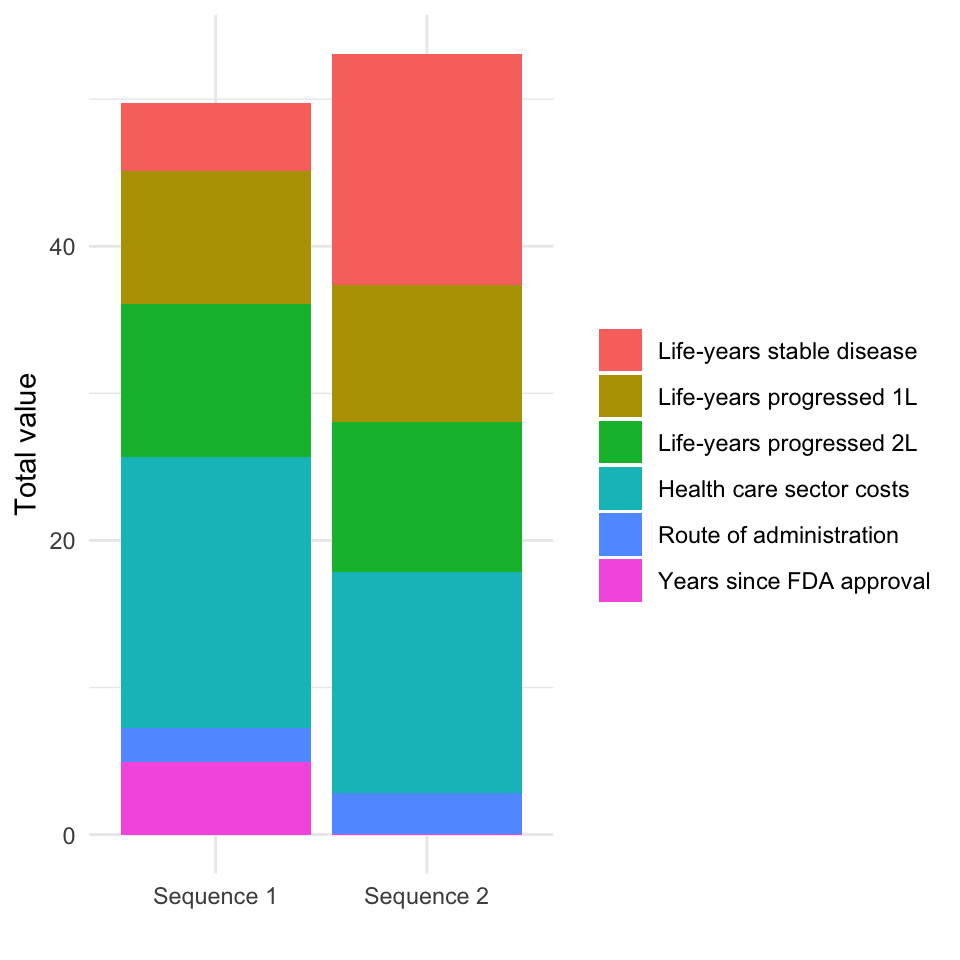 Total value
40
20
0
Sequence 1
Sequence 2
Life-years stable disease
Life-years progressed 1L
Life-years progressed 2L
Health care sector costs
Route of administration
Years since FDA approval